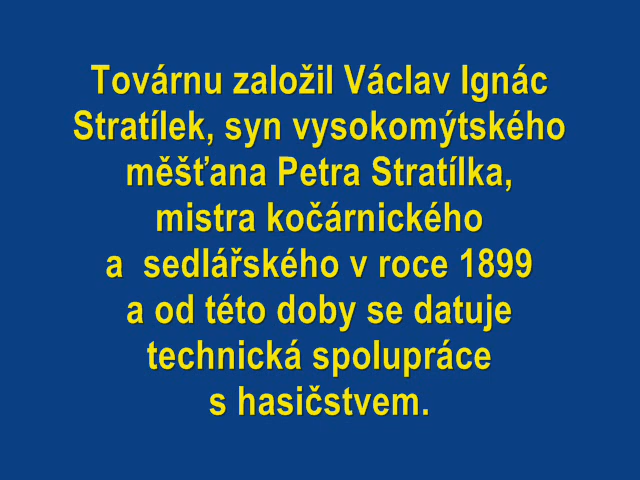 Továrnu založil Václav Ignác
Stratílek, syn vysokomýtského
měšťana Petra Stratílka,
mistra kočárnického
a  sedlářského v roce 1899
a od této doby se datuje
technická spolupráce
s hasičstvem.